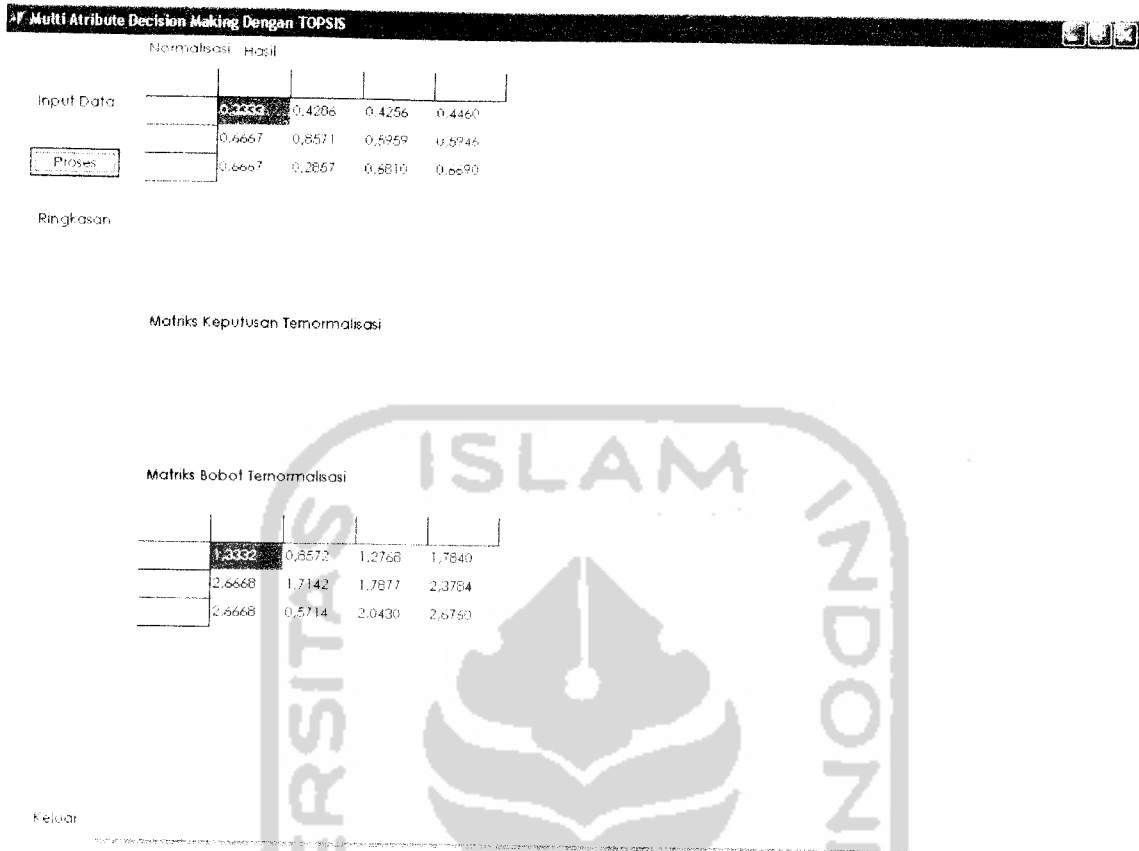 Multi Atribute Decision Making Dengan TOPSIS
Normalisasi Hasil
Input Data
0,3333 0,4286 0,4256 0,4460
0,6667 0,8571 0,5959 0,5946
Proses
0,6667 0,2857 0,6810 0,6690
Ringkasan
Matriks Keputusan Ternormalisasi
ISLAM
Matriks Bobot Ternormalisasi
1,3332 0,8572 1,2768 1,7840
2,6668 1,7142 1,7877 2,3784
2,6668 0,5714 2,0430 2,6760
ERSITAS
INDON
Keluar